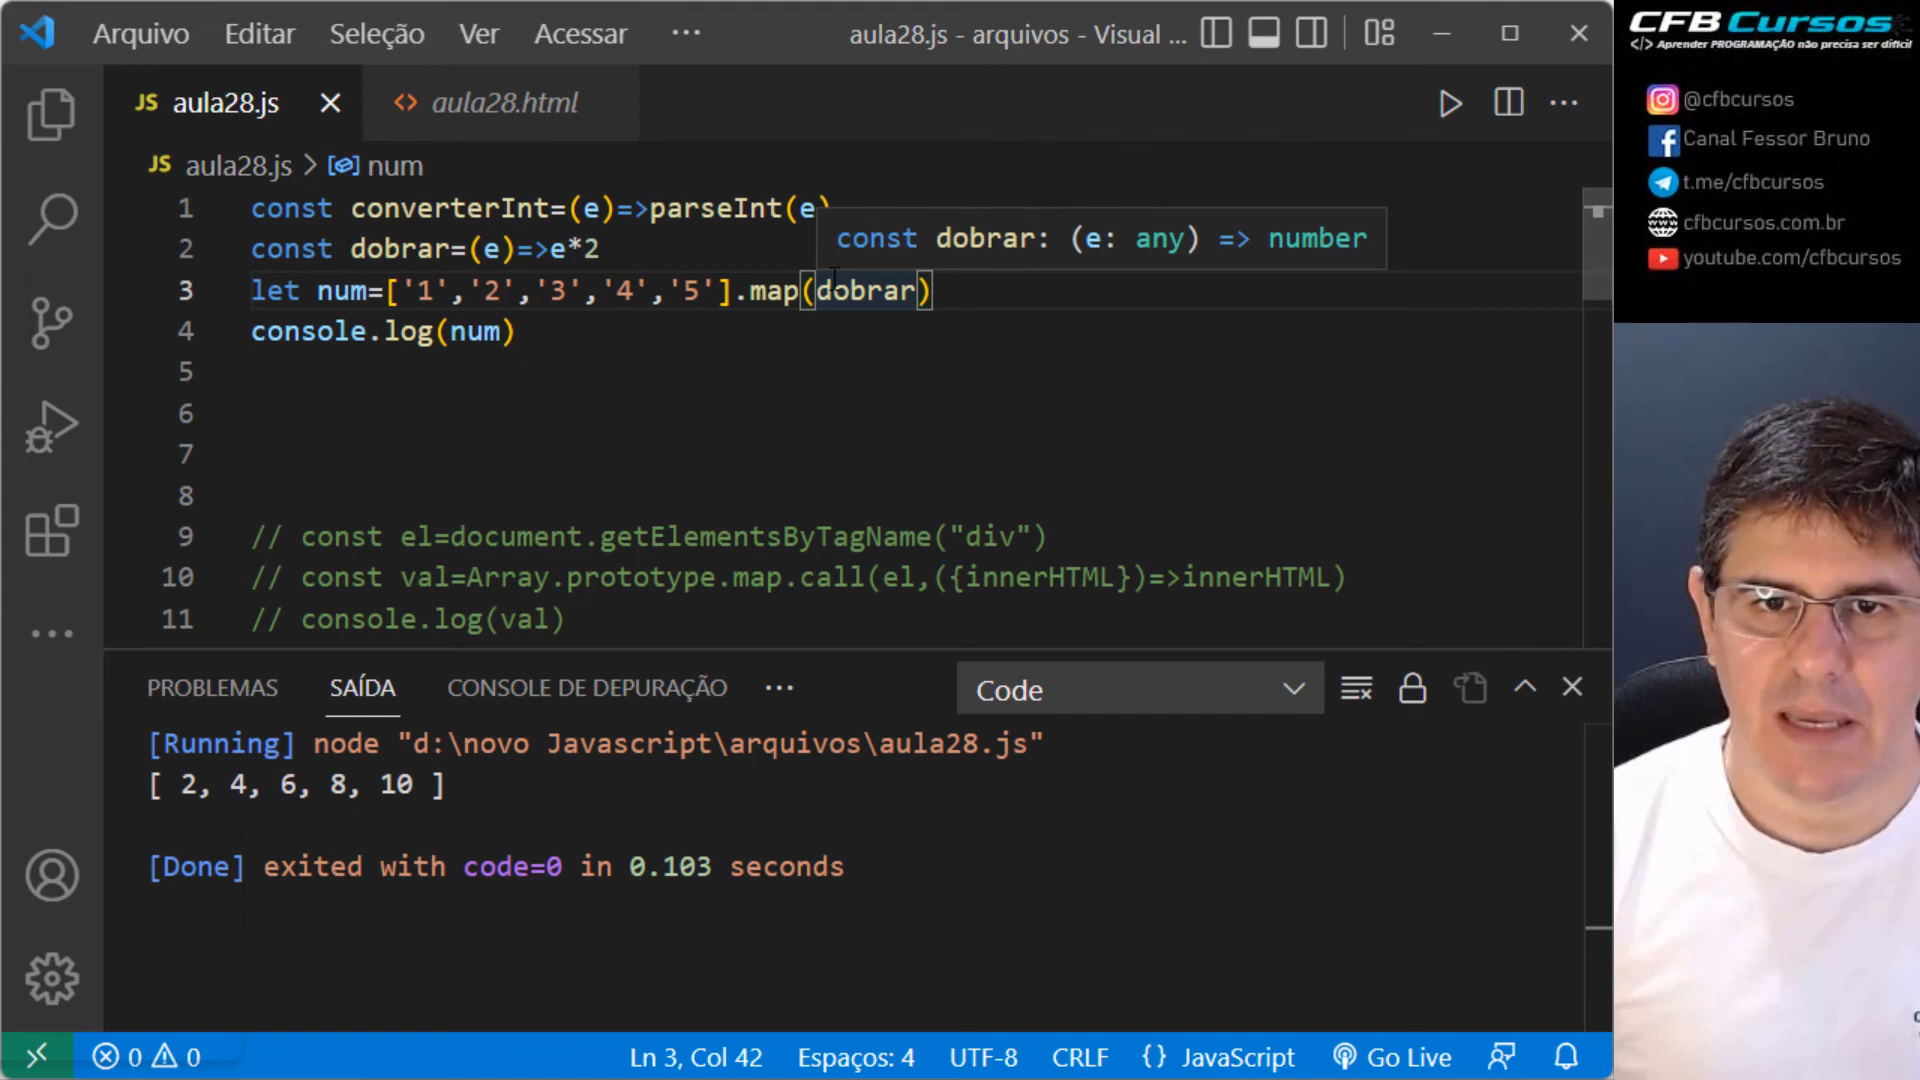 Arquivo Editar Seleção Ver Acessar ··· aula28.js - arquivos - Visual ...
JS aula28.js <> aula28.html
JS aula28.js > num
1 const converterInt=(e)=>parseInt(e)
2 const dobrar=(e)=>e*2
const dobrar: (e: any) => number
3 let num=['1','2','3','4','5'].map(dobrar)
4 console.log(num)
5
6
7
8
9 // const el=document.getElementsByTagName("div")
10 // const val=Array.prototype.map.call(el,({innerHTML})=>innerHTML)
11 // console.log(val)
PROBLEMAS SAÍDA CONSOLE DE DEPURAÇÃO ··· Code
[Running] node "d:\novo Javascript\arquivos\aula28.js"
[ 2, 4, 6, 8, 10 ]
[Done] exited with code=0 in 0.103 seconds
0 0 Ln 3, Col 42 Espaços: 4 UTF-8 CRLF {} JavaScript Go Live
CFB Cursos
</> Aprender PROGRAMAÇÃO não precisa ser difícil
@cfbcursos
Canal Fessor Bruno
t.me/cfbcursos
cfbcursos.com.br
youtube.com/cfbcursos